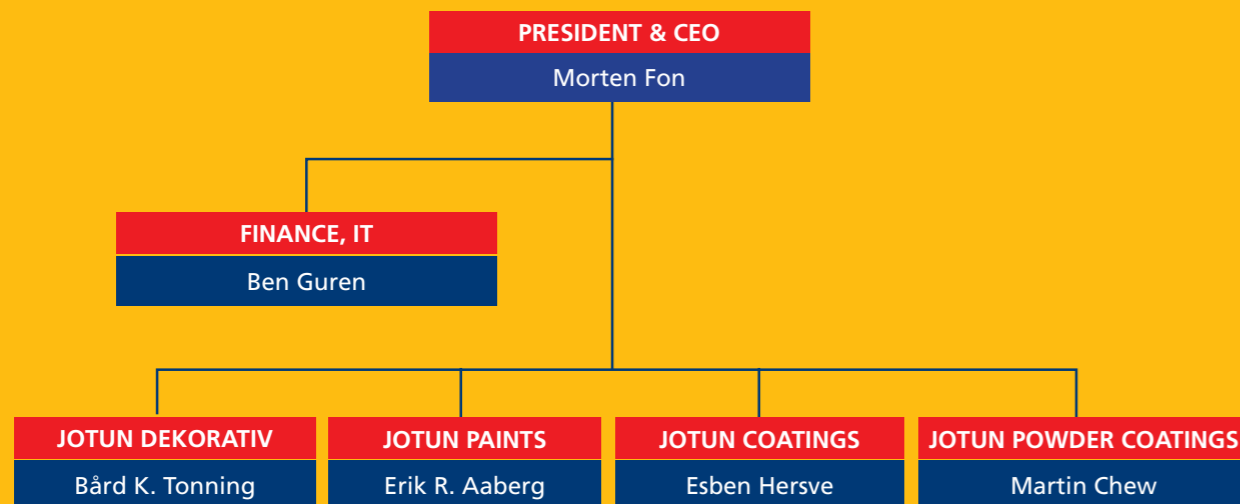 PRESIDENT & CEO
Morten Fon
FINANCE, IT
Ben Guren
JOTUN DEKORATIV
Bård K. Tonning
JOTUN PAINTS
Erik R. Aaberg
JOTUN COATINGS
Esben Hersve
JOTUN POWDER COATINGS
Martin Chew